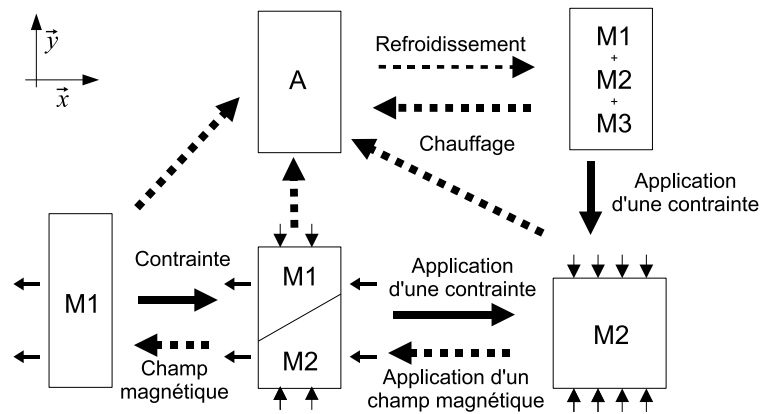 y
x
A
Refroidissement
Chauffage
M1
+
M2
+
M3
Application
d'une contrainte
M1
Contrainte
Champ
magnétique
M1
M2
Application
d'une contrainte
Application d'un
champ magnétique
M2